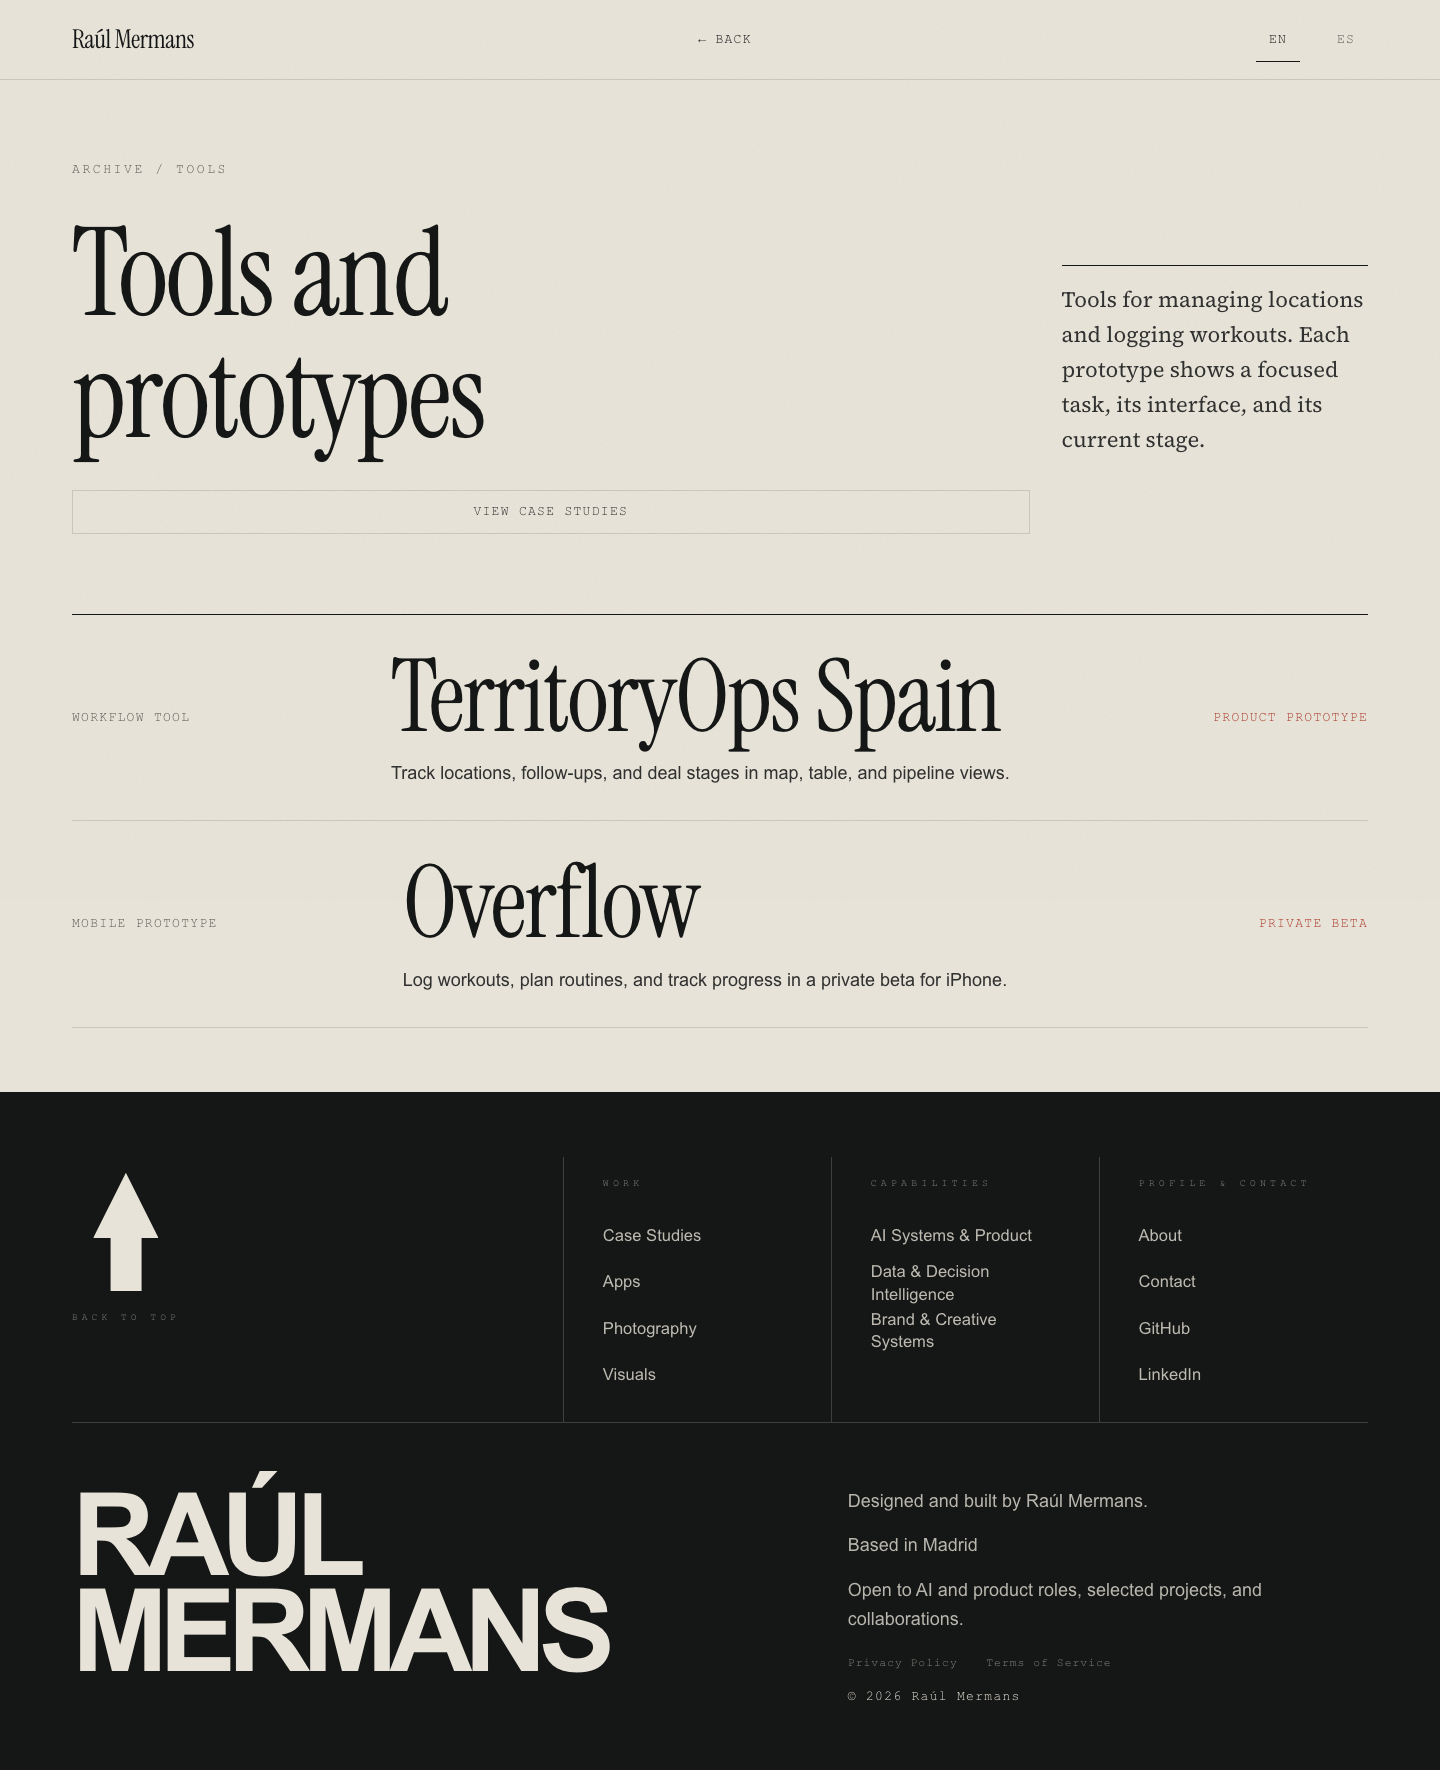 Raúl Mermans
← BACK
EN
ES
ARCHIVE / TOOLS
Tools and
prototypes
Tools for managing locations
and logging workouts. Each
prototype shows a focused
task, its interface, and its
current stage.
VIEW CASE STUDIES
WORKFLOW TOOL
TerritoryOps Spain
Track locations, follow-ups, and deal stages in map, table, and pipeline views.
PRODUCT PROTOTYPE
MOBILE PROTOTYPE
Overflow
Log workouts, plan routines, and track progress in a private beta for iPhone.
PRIVATE BETA
BACK TO TOP
WORK
Case Studies
Apps
Photography
Visuals
CAPABILITIES
AI Systems & Product
Data & Decision
Intelligence
Brand & Creative
Systems
PROFILE & CONTACT
About
Contact
GitHub
LinkedIn
RAÚL
MERMANS
Designed and built by Raúl Mermans.
Based in Madrid
Open to AI and product roles, selected projects, and
collaborations.
Privacy Policy
Terms of Service
© 2026 Raúl Mermans